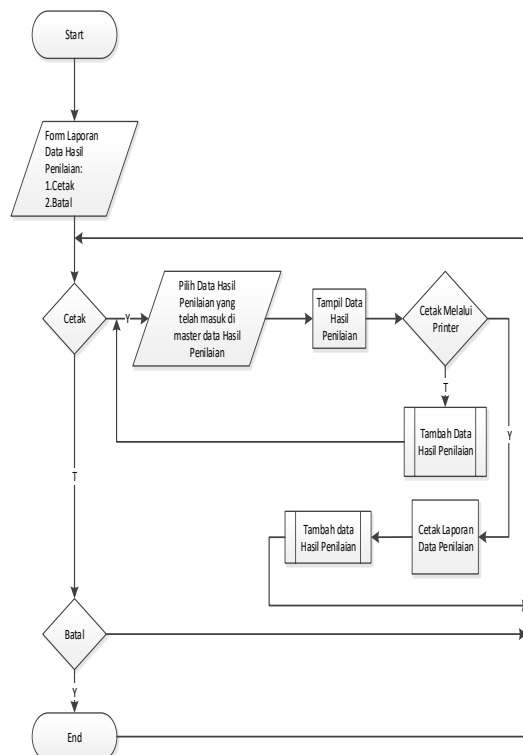 Start
Form Laporan
Data Hasil
Penilaian:
1.Cetak
2.Batal
Cetak
Y
Pilih Data Hasil
Penilaian yang
telah masuk di
master data Hasil
Penilaian
Tampil Data
Hasil
Penilaian
Cetak Melalui
Printer
T
Y
Tambah Data
Hasil Penilaian
T
Cetak Laporan
Data Penilaian
Tambah data
Hasil Penilaian
Batal
Y
End